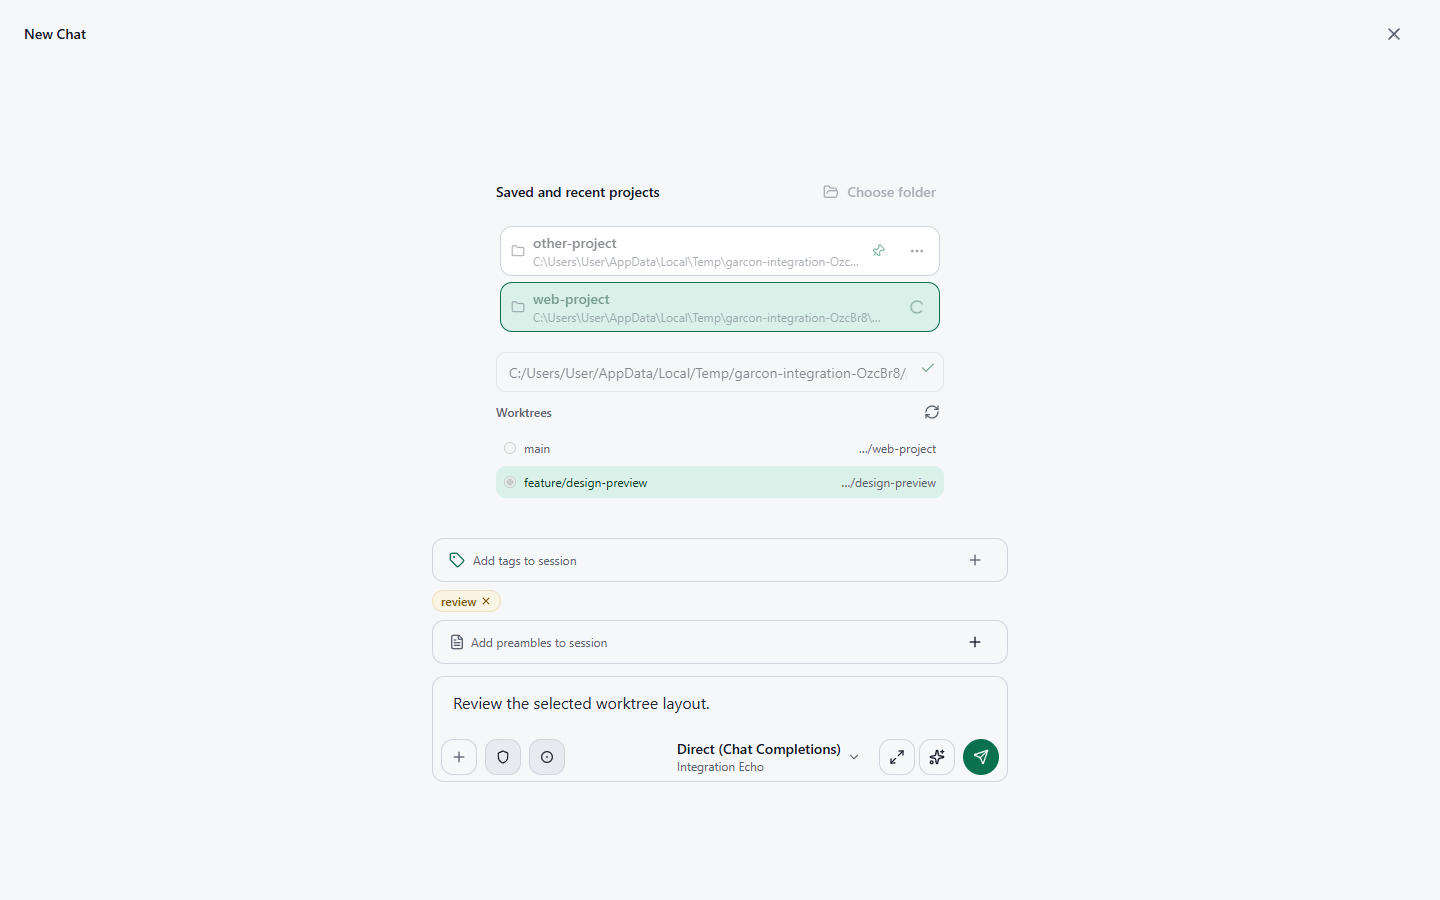 New Chat
Saved and recent projects
Choose folder
other-project
C:\Users\User\AppData\Local\Temp\garcon-integration-Ozc...
web-project
C:\Users\User\AppData\Local\Temp\garcon-integration-OzcBr8\...
C:/Users/User/AppData/Local/Temp/garcon-integration-OzcBr8/
Worktrees
main
.../web-project
feature/design-preview
.../design-preview
Add tags to session
review
Add preambles to session
Review the selected worktree layout.
Direct (Chat Completions)
Integration Echo